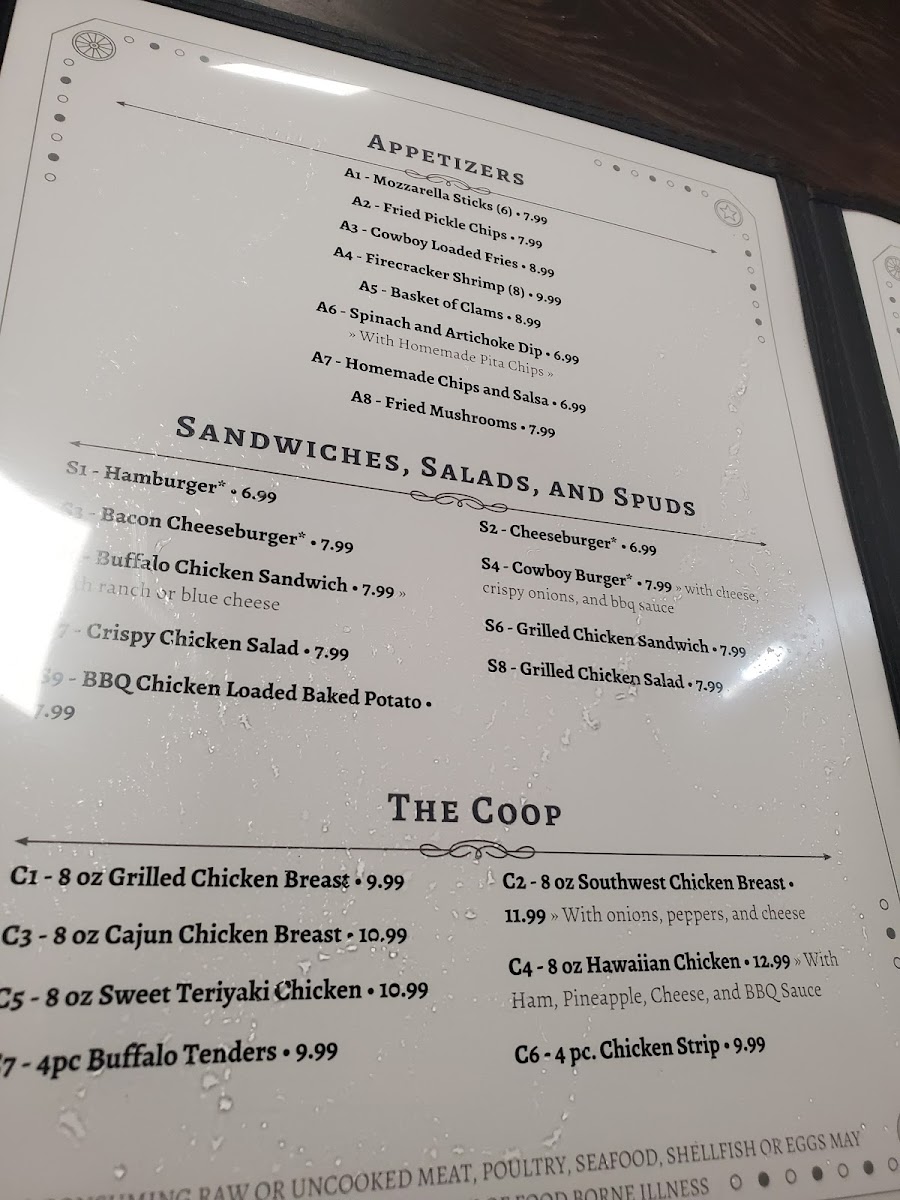 APPETIZERS
A1 - Mozzarella Sticks (6) • 7.99
A2 - Fried Pickle Chips • 7.99
A3 - Cowboy Loaded Fries • 8.99
A4 - Firecracker Shrimp (8) • 9.99
A5 - Basket of Clams • 8.99
A6 - Spinach and Artichoke Dip • 6.99
» With Homemade Pita Chips »
A7 - Homemade Chips and Salsa • 6.99
A8 - Fried Mushrooms • 7.99
SANDWICHES, SALADS, AND SPUDS
S1 - Hamburger* • 6.99
S3 - Bacon Cheeseburger* • 7.99
- Buffalo Chicken Sandwich • 7.99 »
ranch or blue cheese
7 - Crispy Chicken Salad • 7.99
S9 - BBQ Chicken Loaded Baked Potato •
7.99
S2 - Cheeseburger* • 6.99
S4 - Cowboy Burger* • 7.99 » with cheese,
crispy onions, and bbq sauce
S6 - Grilled Chicken Sandwich • 7.99
S8 - Grilled Chicken Salad • 7.99
THE COOP
C1 - 8 oz Grilled Chicken Breast • 9.99
C3 - 8 oz Cajun Chicken Breast • 10.99
C5 - 8 oz Sweet Teriyaki Chicken • 10.99
7 - 4pc Buffalo Tenders • 9.99
C2 - 8 oz Southwest Chicken Breast •
11.99 » With onions, peppers, and cheese
C4 - 8 oz Hawaiian Chicken • 12.99 » With
Ham, Pineapple, Cheese, and BBQ Sauce
C6 - 4 pc. Chicken Strip • 9.99
RAW OR UNCOOKED MEAT, POULTRY, SEAFOOD, SHELLFISH OR EGGS MAY
FOOD BORNE ILLNESS